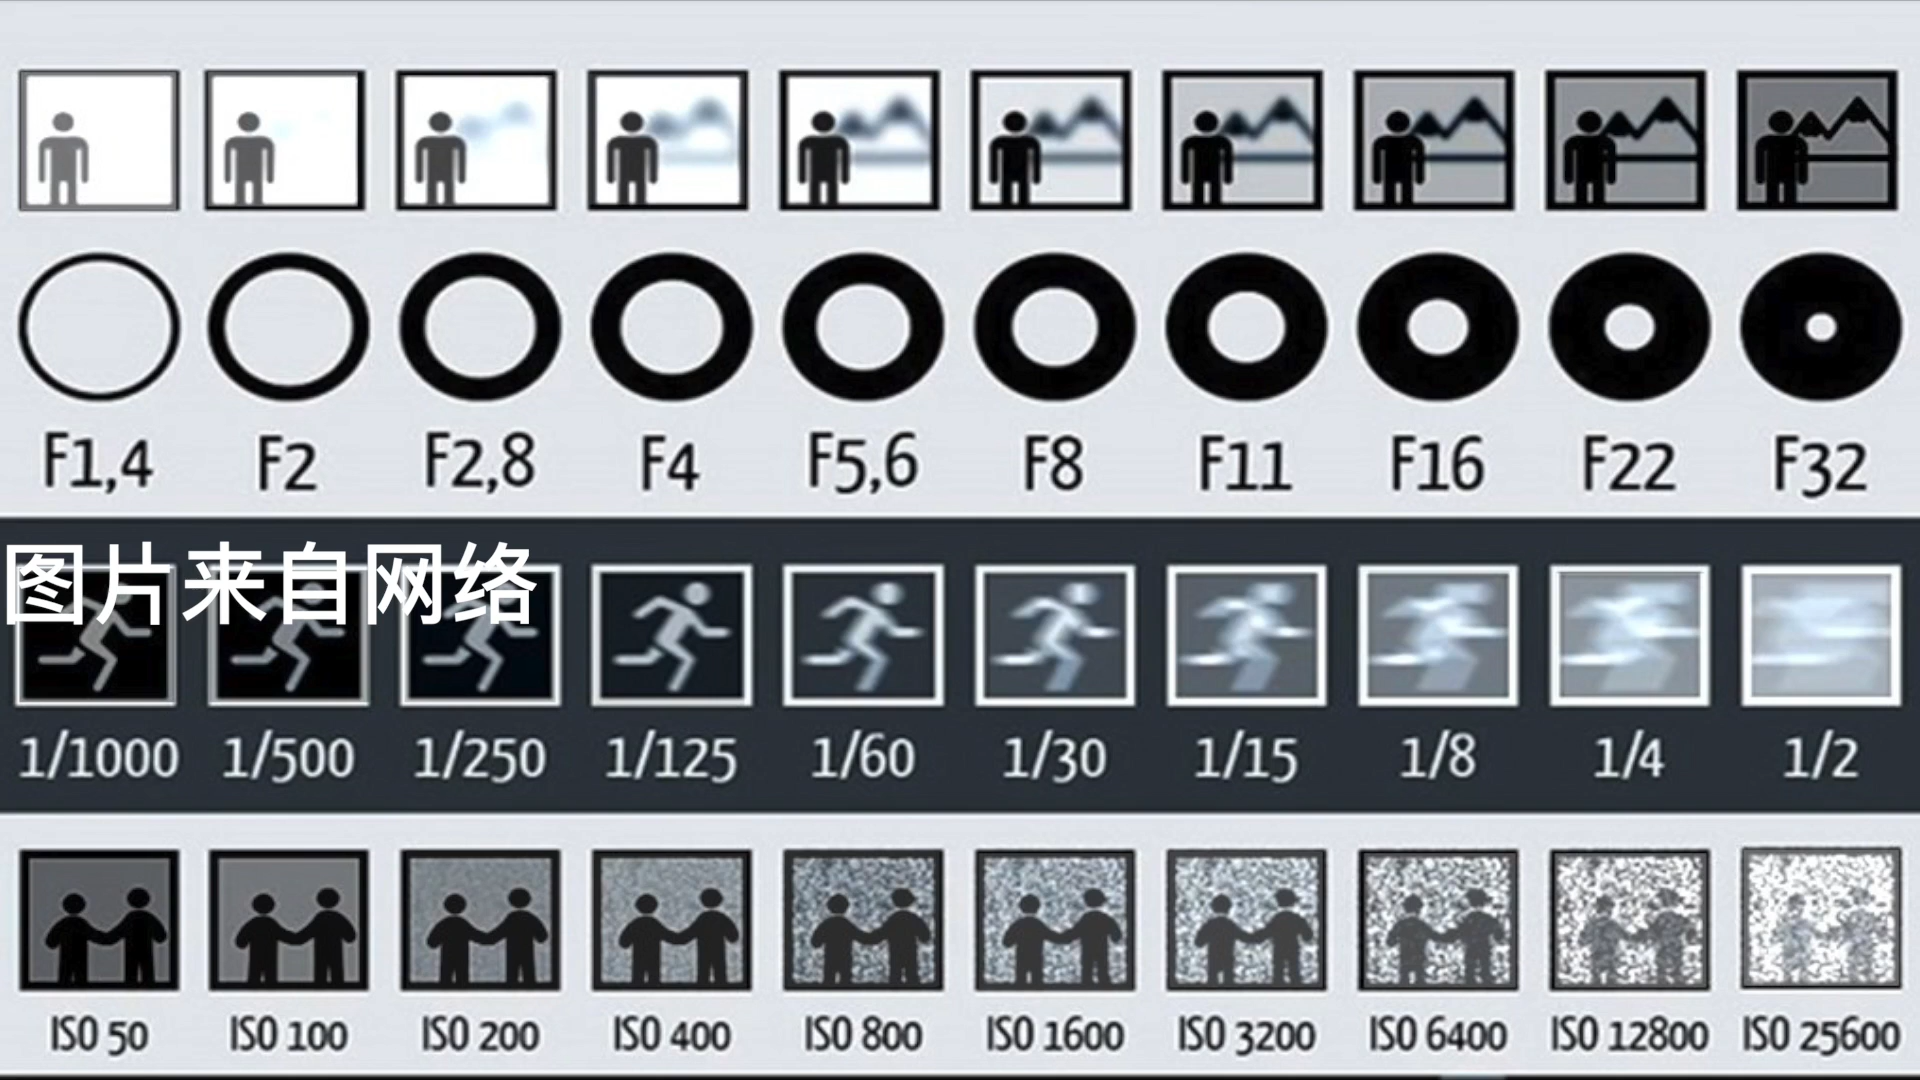 F1,4 F2 F2,8 F4 F5,6 F8 F11 F16 F22 F32
图片来自网络
1/1000 1/500 1/250 1/125 1/60 1/30 1/15 1/8 1/4 1/2
ISO 50 ISO 100 ISO 200 ISO 400 ISO 800 ISO 1600 ISO 3200 ISO 6400 ISO 12800 ISO 25600